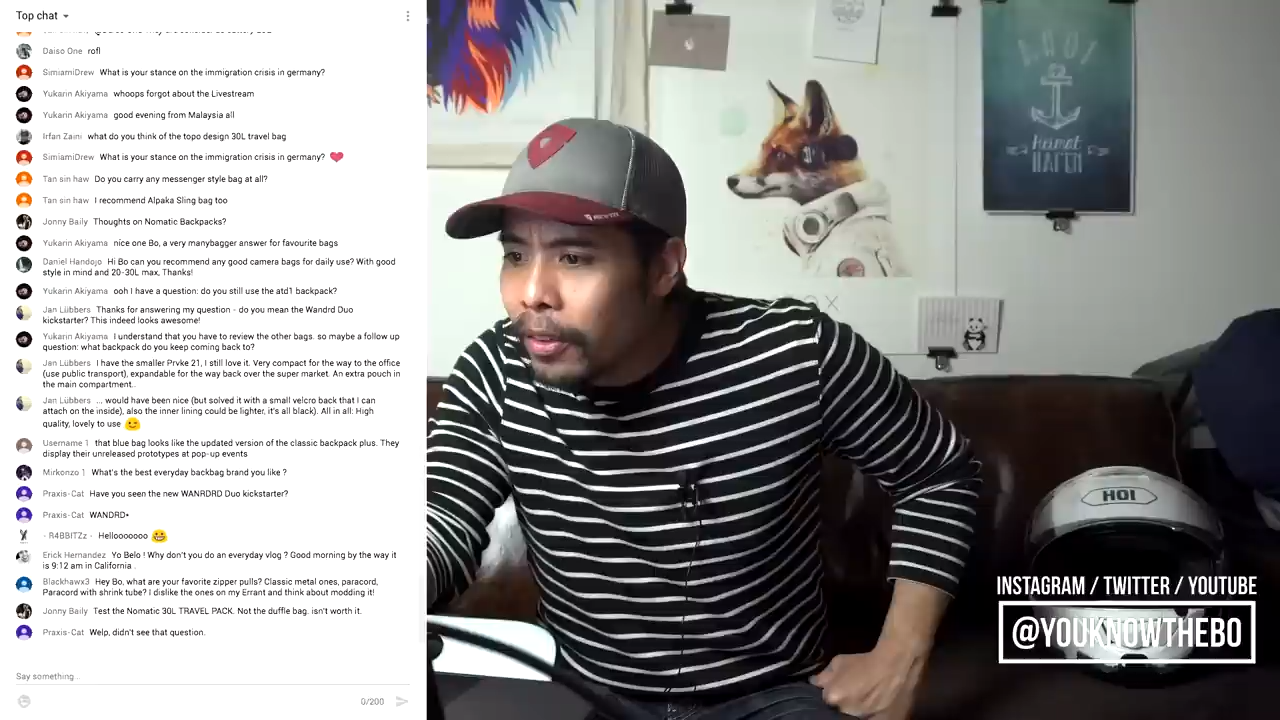 Top chat
Daiso One rofl
SimiamiDrew What is your stance on the immigration crisis in germany?
Yukarin Akiyama whoops forgot about the Livestream
Yukarin Akiyama good evening from Malaysia all
Irfan Zaini what do you think of the topo design 30L travel bag
SimiamiDrew What is your stance on the immigration crisis in germany?
Tan sin haw Do you carry any messenger style bag at all?
Tan sin haw I recommend Alpaka Sling bag too
Jonny Baily Thoughts on Nomatic Backpacks?
Yukarin Akiyama nice one Bo, a very manybagger answer for favourite bags
Daniel Handojo Hi Bo can you recommend any good camera bags for daily use? With good
style in mind and 20-30L max, Thanks!
Yukarin Akiyama ooh I have a question: do you still use the atd1 backpack?
Jan Lübbers Thanks for answering my question - do you mean the Wandrd Duo
kickstarter? This indeed looks awesome!
Yukarin Akiyama I understand that you have to review the other bags. so maybe a follow up
question: what backpack do you keep coming back to?
Jan Lübbers I have the smaller Prvke 21, I still love it. Very compact for the way to the office
(use public transport), expandable for the way back over the super market. An extra pouch in
the main compartment..
Jan Lübbers ... would have been nice (but solved it with a small velcro back that I can
attach on the inside), also the inner lining could be lighter, it's all black). All in all: High
quality, lovely to use 😉
Username 1 that blue bag looks like the updated version of the classic backpack plus. They
display their unreleased prototypes at pop-up events
Mirkonzo 1 What's the best everyday backbag brand you like ?
Praxis-Cat Have you seen the new WANRDRD Duo kickstarter?
Praxis-Cat WANDRD*
- R4BBITZz - Hellooooooo 😀
Erick Hernandez Yo Belo ! Why don't you do an everyday vlog ? Good morning by the way it
is 9:12 am in California .
Blackhawx3 Hey Bo, what are your favorite zipper pulls? Classic metal ones, paracord,
Paracord with shrink tube? I dislike the ones on my Errant and think about modding it!
Jonny Baily Test the Nomatic 30L TRAVEL PACK. Not the duffle bag. isn't worth it.
Praxis-Cat Welp, didn't see that question.
Say something...
0/200
Heimat
HAFEN
HOI
INSTAGRAM / TWITTER / YOUTUBE
@YOUKNOWTHEBO